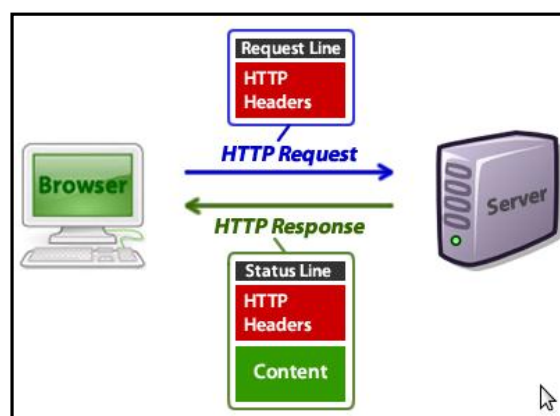 Request Line
HTTP
Headers
HTTP Request
Browser
Server
HTTP Response
Status Line
HTTP
Headers
Content